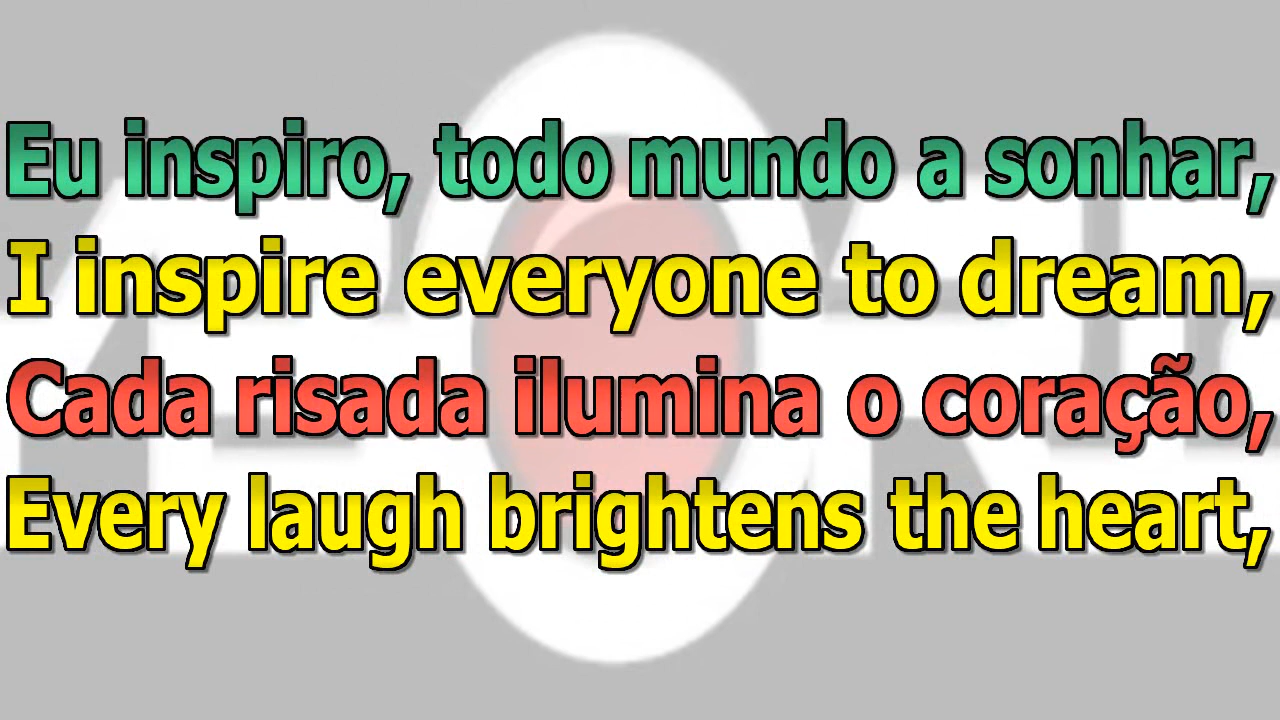 Eu inspiro, todo mundo a sonhar,
I inspire everyone to dream,
Cada risada ilumina o coração,
Every laugh brightens the heart,